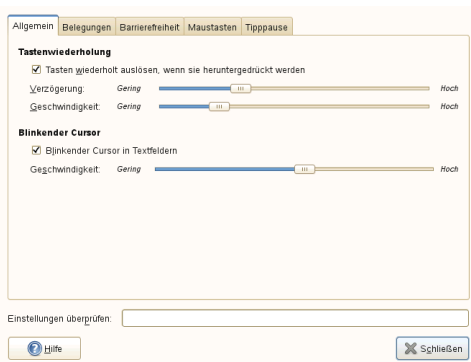 Allgemein Belegungen Barrierefreiheit Maustasten Tipppause
Tastenwiederholung
Tasten wiederholt auslösen, wenn sie heruntergedrückt werden
Verzögerung: Gering Hoch
Geschwindigkeit: Gering Hoch
Blinkender Cursor
Blinkender Cursor in Textfeldern
Geschwindigkeit: Gering Hoch
Einstellungen überprüfen:
Hilfe Schließen